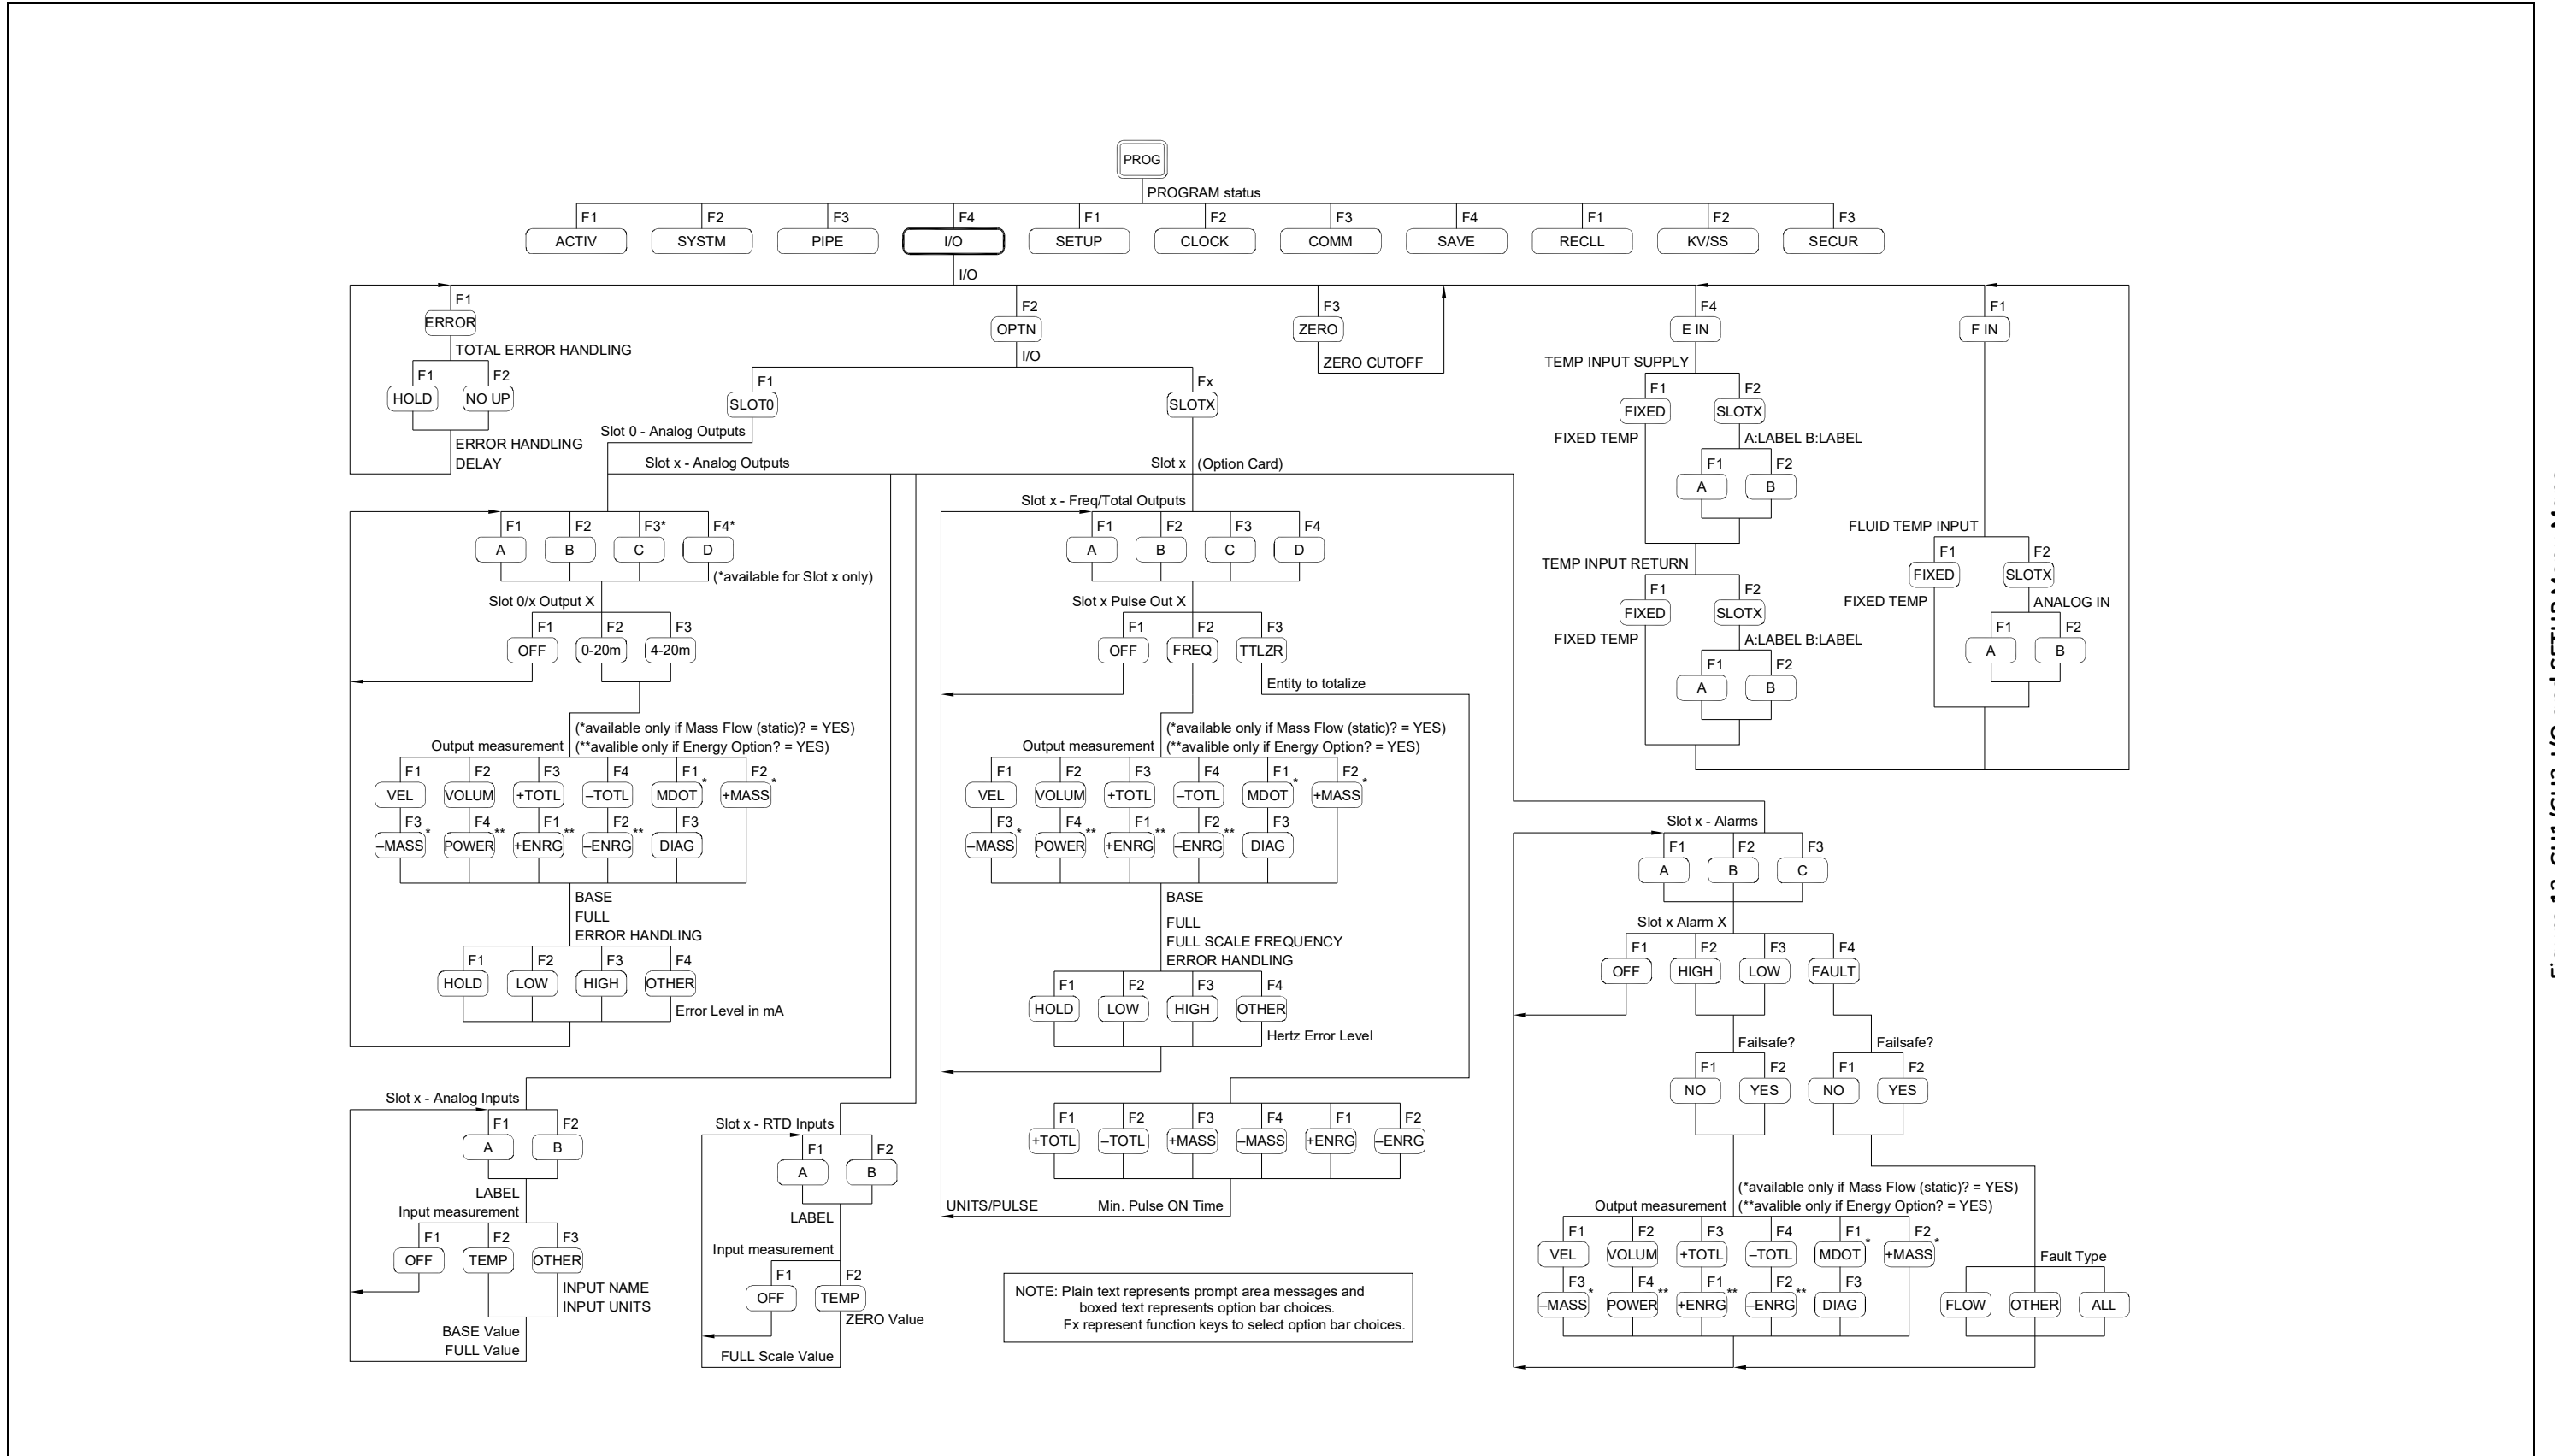 PROG
PROGRAM status
F1 F2 F3 F4 F1 F2 F3 F4 F1 F2 F3
ACTIV SYSTM PIPE I/O SETUP CLOCK COMM SAVE RECLL KV/SS SECUR
I/O
F1 F2 F3 F4 F1
ERROR OPTN ZERO E IN F IN
TOTAL ERROR HANDLING
F1 F2
HOLD NO UP
ERROR HANDLING
DELAY
I/O
F1 Fx
SLOT0 SLOTX
ZERO CUTOFF
Slot 0 - Analog Outputs
Slot x - Analog Outputs
Slot x (Option Card)
F1 F2 F3* F4*
A B C D
(*available for Slot x only)
Slot 0/x Output X
F1 F2 F3
OFF 0-20m 4-20m
(*available only if Mass Flow (static)? = YES)
Output measurement (**avalible only if Energy Option? = YES)
F1 F2 F3 F4 F1 F2
VEL VOLUM +TOTL –TOTL MDOT* +MASS*
F3 F4 F1 F2 F3
–MASS* POWER** +ENRG** –ENRG** DIAG
BASE
FULL
ERROR HANDLING
F1 F2 F3 F4
HOLD LOW HIGH OTHER
Error Level in mA
Slot x - Analog Inputs
F1 F2
A B
LABEL
Input measurement
F1 F2 F3
OFF TEMP OTHER
INPUT NAME
INPUT UNITS
BASE Value
FULL Value
Slot x - RTD Inputs
F1 F2
A B
LABEL
Input measurement
F1 F2
OFF TEMP
ZERO Value
FULL Scale Value
Slot x - Freq/Total Outputs
F1 F2 F3 F4
A B C D
Slot x Pulse Out X
F1 F2 F3
OFF FREQ TTLZR
Entity to totalize
(*available only if Mass Flow (static)? = YES)
Output measurement (**avalible only if Energy Option? = YES)
F1 F2 F3 F4 F1 F2
VEL VOLUM +TOTL –TOTL MDOT* +MASS*
F3 F4 F1 F2 F3
–MASS* POWER** +ENRG** –ENRG** DIAG
BASE
FULL
FULL SCALE FREQUENCY
ERROR HANDLING
F1 F2 F3 F4
HOLD LOW HIGH OTHER
Hertz Error Level
F1 F2 F3 F4 F1 F2
+TOTL –TOTL +MASS –MASS +ENRG –ENRG
UNITS/PULSE Min. Pulse ON Time
NOTE: Plain text represents prompt area messages and
boxed text represents option bar choices.
Fx represent function keys to select option bar choices.
TEMP INPUT SUPPLY
F1 F2
FIXED SLOTX
FIXED TEMP A:LABEL B:LABEL
F1 F2
A B
TEMP INPUT RETURN
F1 F2
FIXED SLOTX
FIXED TEMP A:LABEL B:LABEL
F1 F2
A B
FLUID TEMP INPUT
F1 F2
FIXED SLOTX
FIXED TEMP ANALOG IN
F1 F2
A B
Slot x - Alarms
F1 F2 F3
A B C
Slot x Alarm X
F1 F2 F3 F4
OFF HIGH LOW FAULT
Failsafe? Failsafe?
F1 F2 F1 F2
NO YES NO YES
(*available only if Mass Flow (static)? = YES)
Output measurement (**avalible only if Energy Option? = YES)
F1 F2 F3 F4 F1 F2
VEL VOLUM +TOTL –TOTL MDOT* +MASS*
F3 F4 F1 F2 F3
–MASS* POWER** +ENRG** –ENRG** DIAG
Fault Type
FLOW OTHER ALL